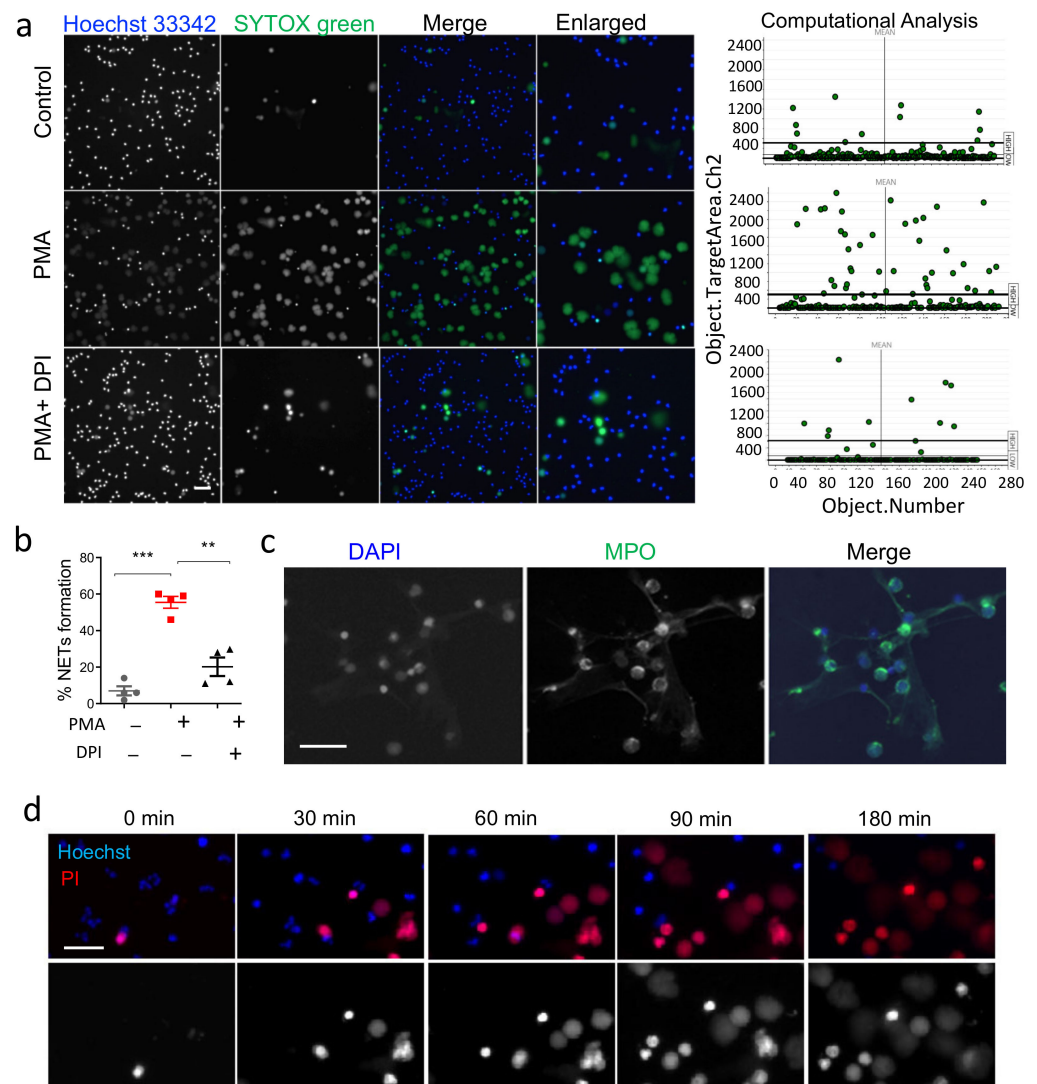 a
Hoechst 33342
SYTOX green
Merge
Enlarged
Computational Analysis
Control
PMA
PMA+ DPI
Object.TargetArea.Ch2
MEAN
2400
2000
1600
1200
800
400
HIGH
LOW
MEAN
2400
2000
1600
1200
800
400
HIGH
MEAN
2400
2000
1600
1200
800
400
HIGH
LOW
0 40 80 120 160 200 240 280
Object.Number
b
% NETs formation
80
60
40
20
0
***
**
PMA – + +
DPI – – +
c
DAPI
MPO
Merge
d
0 min
30 min
60 min
90 min
180 min
Hoechst
PI